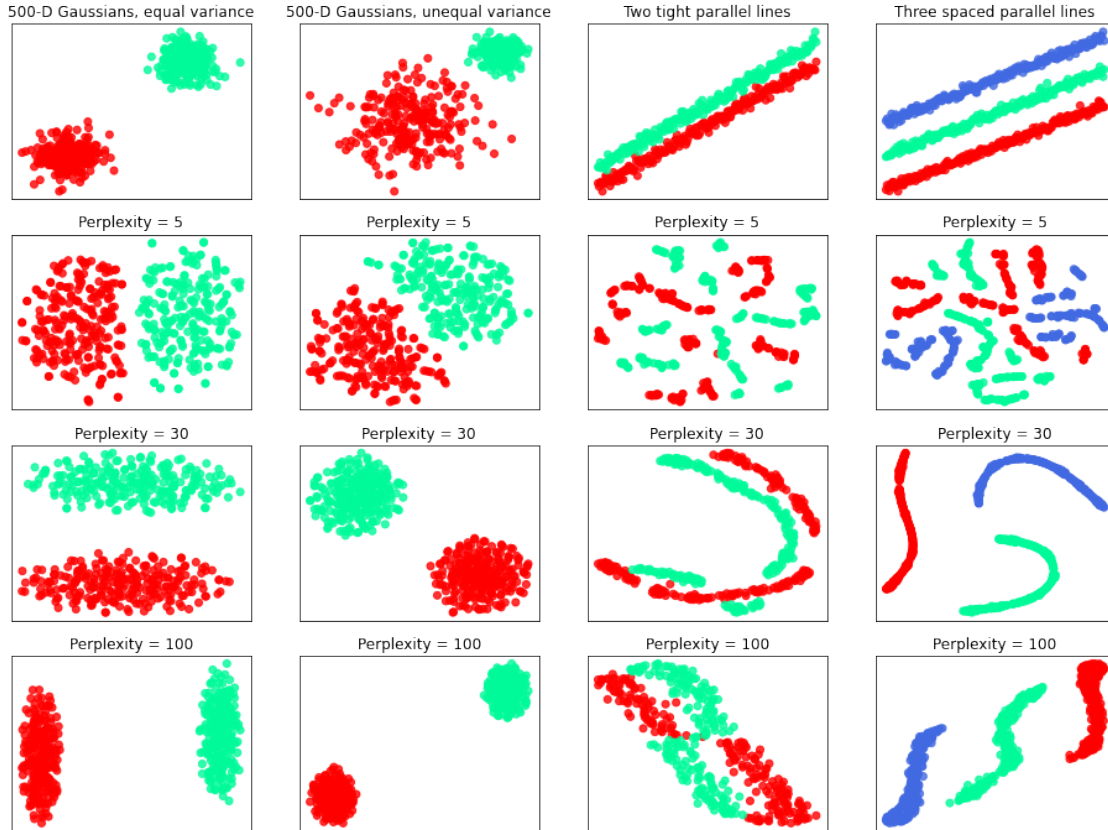 500-D Gaussians, equal variance
500-D Gaussians, unequal variance
Two tight parallel lines
Three spaced parallel lines
Perplexity = 5
Perplexity = 5
Perplexity = 5
Perplexity = 5
Perplexity = 30
Perplexity = 30
Perplexity = 30
Perplexity = 30
Perplexity = 100
Perplexity = 100
Perplexity = 100
Perplexity = 100